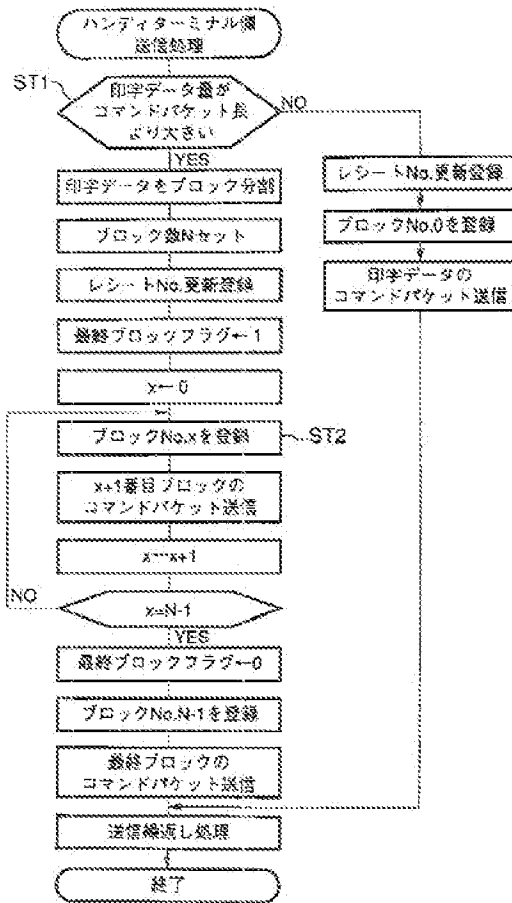 ハンディターミナル側
送信処理
ST1
印字データ量が
コマンドパケット長
より大きい
NO
YES
印字データをブロック分割
ブロック数Nセット
レシートNo.更新登録
最終ブロックフラグ←1
x←0
ブロックNo.xを登録
ST2
x+1番目ブロックの
コマンドパケット送信
x←x+1
NO
x=N-1
YES
最終ブロックフラグ←0
ブロックNo.N-1を登録
最終ブロックの
コマンドパケット送信
レシートNo.更新登録
ブロックNo.0を登録
印字データの
コマンドパケット送信
送信繰返し処理
終了